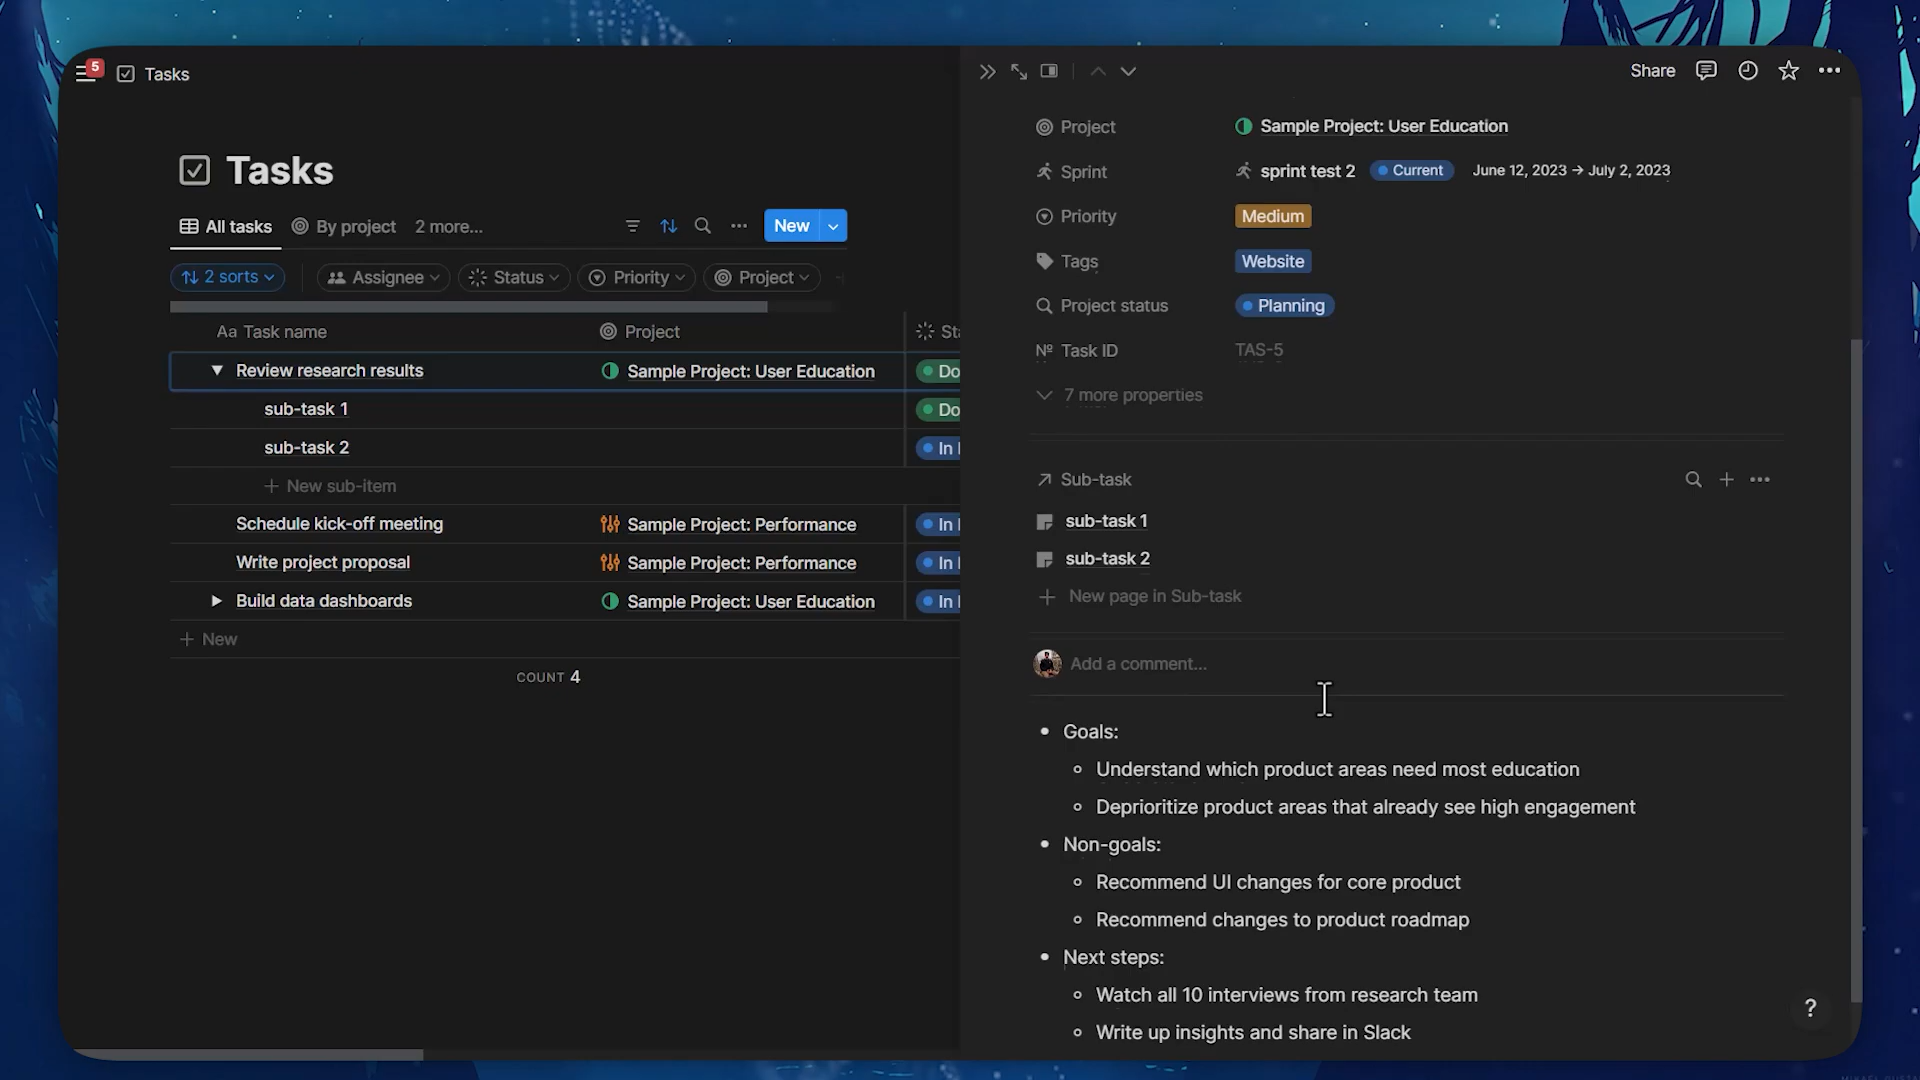 5
Tasks
Tasks
All tasks
By project
2 more...
New
2 sorts
Assignee
Status
Priority
Project
Aa Task name
Project
Sta
Review research results
Sample Project: User Education
Do
sub-task 1
Do
sub-task 2
In
New sub-item
Schedule kick-off meeting
Sample Project: Performance
In
Write project proposal
Sample Project: Performance
In
Build data dashboards
Sample Project: User Education
In
New
COUNT 4
Share
Project
Sample Project: User Education
Sprint
sprint test 2
Current
June 12, 2023 → July 2, 2023
Priority
Medium
Tags
Website
Project status
Planning
Nº Task ID
TAS-5
7 more properties
Sub-task
sub-task 1
sub-task 2
New page in Sub-task
Add a comment...
Goals:
Understand which product areas need most education
Deprioritize product areas that already see high engagement
Non-goals:
Recommend UI changes for core product
Recommend changes to product roadmap
Next steps:
Watch all 10 interviews from research team
Write up insights and share in Slack
?